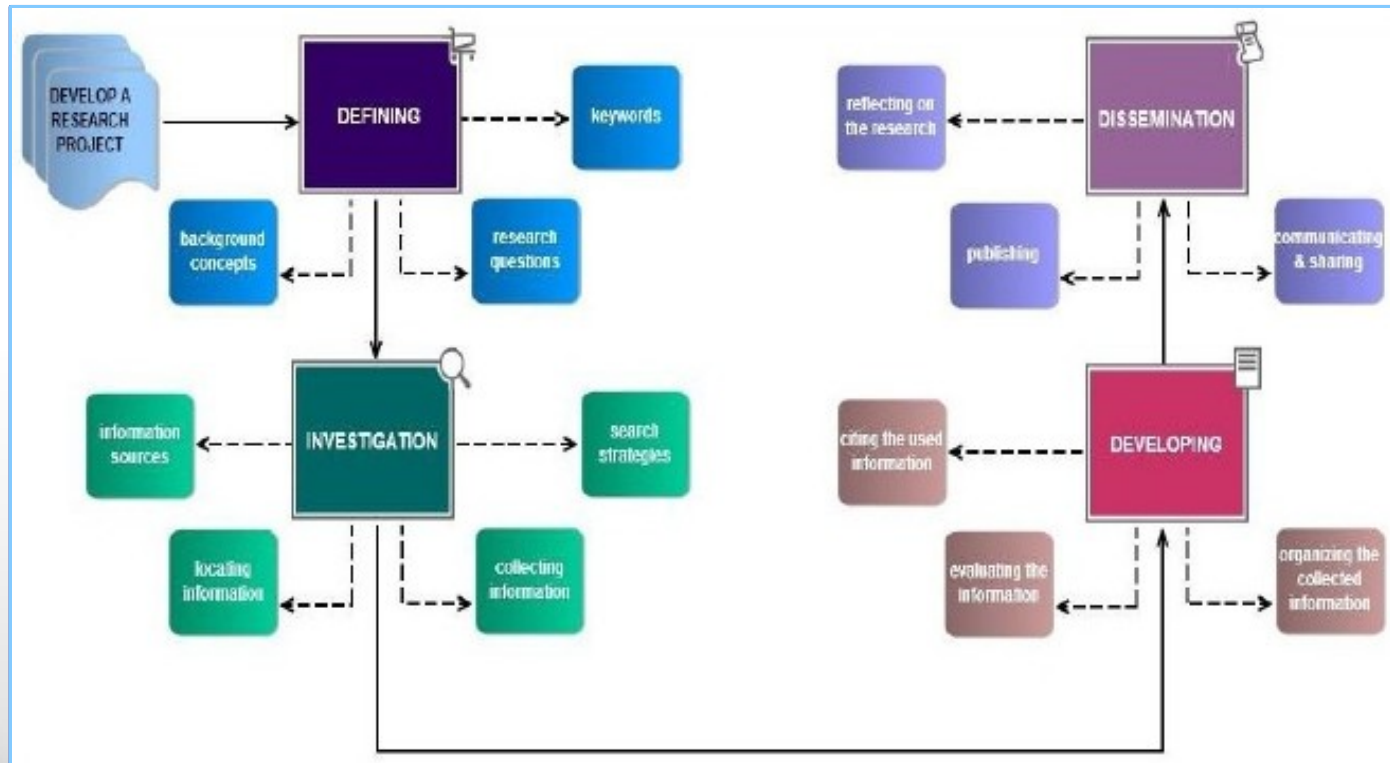 DEVELOP A
RESEARCH
PROJECT
DEFINING
keywords
background
concepts
research
questions
INVESTIGATION
information
sources
search
strategies
locating
information
collecting
information
DISSEMINATION
reflecting on
the research
publishing
communicating
& sharing
DEVELOPING
citing the used
information
evaluating the
information
organizing the
collected
information